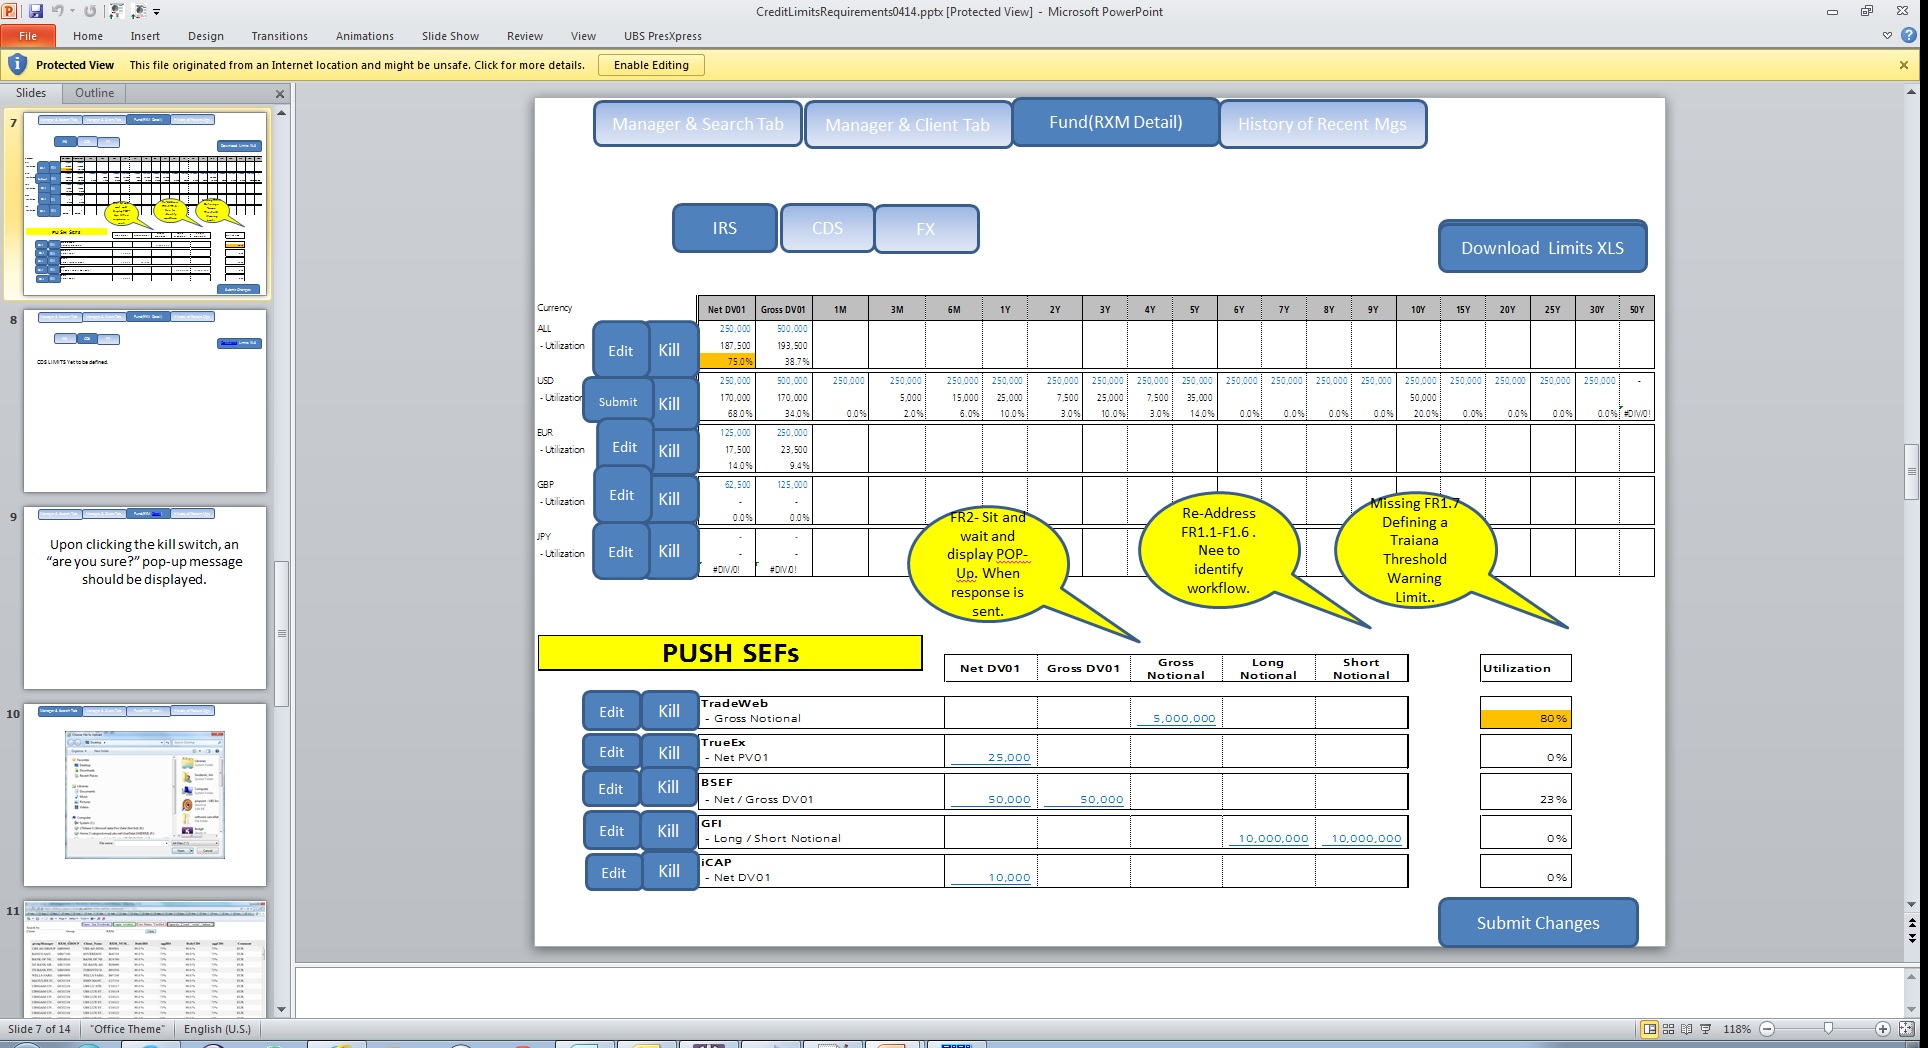 CreditLimitsRequirements0414.pptx [Protected View] - Microsoft PowerPoint
File Home Insert Design Transitions Animations Slide Show Review View UBS PresXpress
Protected View This file originated from an Internet location and might be unsafe. Click for more details. Enable Editing
Slides Outline
7
PUSH SEFs
8
CDS LIMITS Yet to be defined.
9
Upon clicking the kill switch, an
“are you sure?” pop-up message
should be displayed.
10
11
Manager & Search Tab Manager & Client Tab Fund(RXM Detail) History of Recent Mgs
IRS CDS FX
Download Limits XLS
Currency Net DV01 Gross DV01 1M 3M 6M 1Y 2Y 3Y 4Y 5Y 6Y 7Y 8Y 9Y 10Y 15Y 20Y 25Y 30Y 50Y
ALL 250,000 500,000
- Utilization Edit Kill 187,500 193,500
75.0% 38.7%
USD 250,000 500,000 250,000 250,000 250,000 250,000 250,000 250,000 250,000 250,000 250,000 250,000 250,000 250,000 250,000 250,000 250,000 250,000 250,000 -
- Utilization Submit Kill 170,000 170,000 5,000 15,000 25,000 7,500 25,000 7,500 35,000 50,000
68.0% 34.0% 0.0% 2.0% 6.0% 10.0% 3.0% 10.0% 3.0% 14.0% 0.0% 0.0% 0.0% 0.0% 20.0% 0.0% 0.0% 0.0% 0.0% #DIV/0!
EUR 125,000 250,000
- Utilization Edit Kill 17,500 23,500
14.0% 9.4%
GBP 62,500 125,000
- Utilization Edit Kill - -
0.0% 0.0%
JPY - -
- Utilization Edit Kill - -
#DIV/0! #DIV/0!
FR2- Sit and
wait and
display POP-
Up. When
response is
sent.
Re-Address
FR1.1-F1.6 .
Nee to
identify
workflow.
Missing FR1.7
Defining a
Traiana
Threshold
Warning
Limit..
PUSH SEFs
Net DV01 Gross DV01 Gross Notional Long Notional Short Notional Utilization
Edit Kill TradeWeb
- Gross Notional 5,000,000 80%
Edit Kill TrueEx
- Net PV01 25,000 0%
Edit Kill BSEF
- Net / Gross DV01 50,000 50,000 23%
Edit Kill GFI
- Long / Short Notional 10,000,000 10,000,000 0%
Edit Kill iCAP
- Net DV01 10,000 0%
Submit Changes
Slide 7 of 14 "Office Theme" English (U.S.) 118%